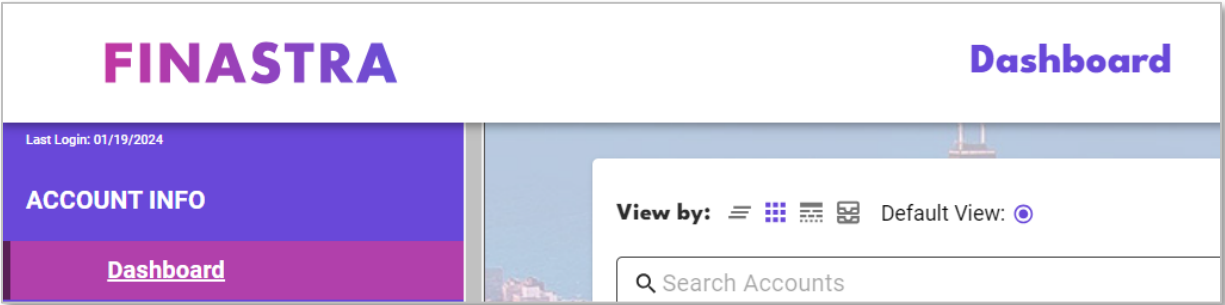 FINASTRA
Dashboard
Last Login: 01/19/2024
ACCOUNT INFO
Dashboard
View by: Default View:
Search Accounts